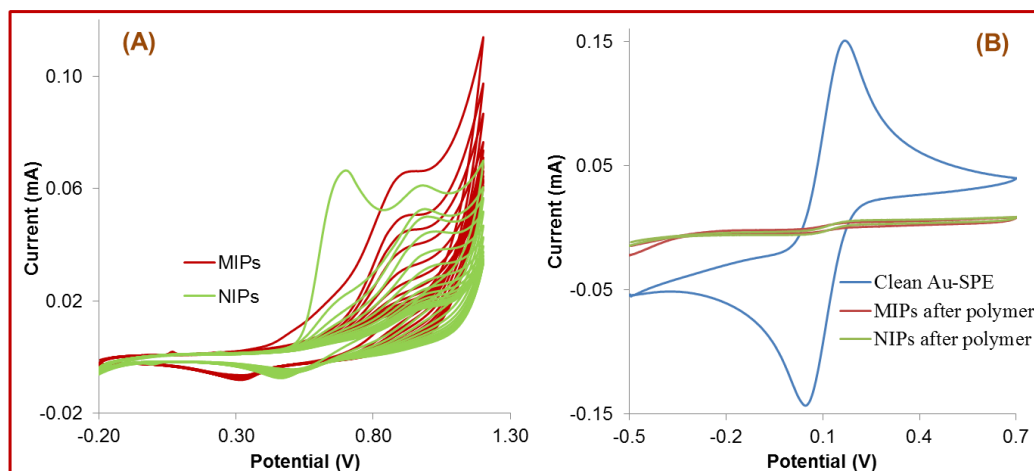 (A)
0.10
0.06
0.02
-0.02
Current (mA)
MIPs
NIPs
-0.20
0.30
0.80
1.30
Potential (V)
(B)
0.15
0.05
-0.05
-0.15
Current (mA)
Clean Au-SPE
MIPs after polymer
NIPs after polymer
-0.5
-0.2
0.1
0.4
0.7
Potential (V)